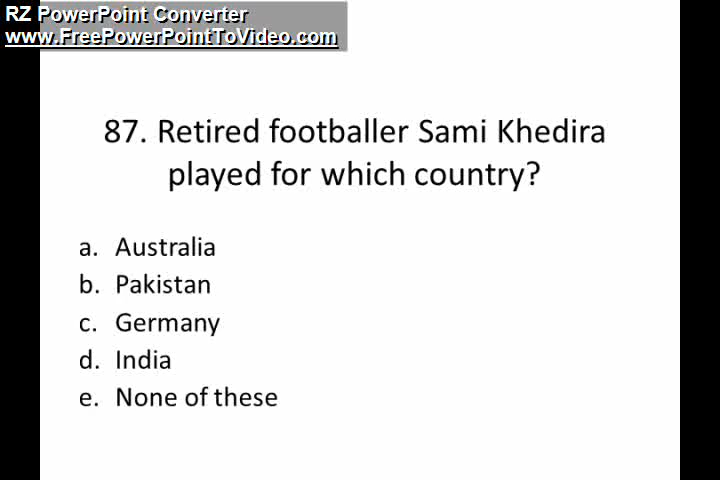 RZ PowerPoint Converter
www.FreePowerPointToVideo.com
87. Retired footballer Sami Khedira
played for which country?
a. Australia
b. Pakistan
c. Germany
d. India
e. None of these